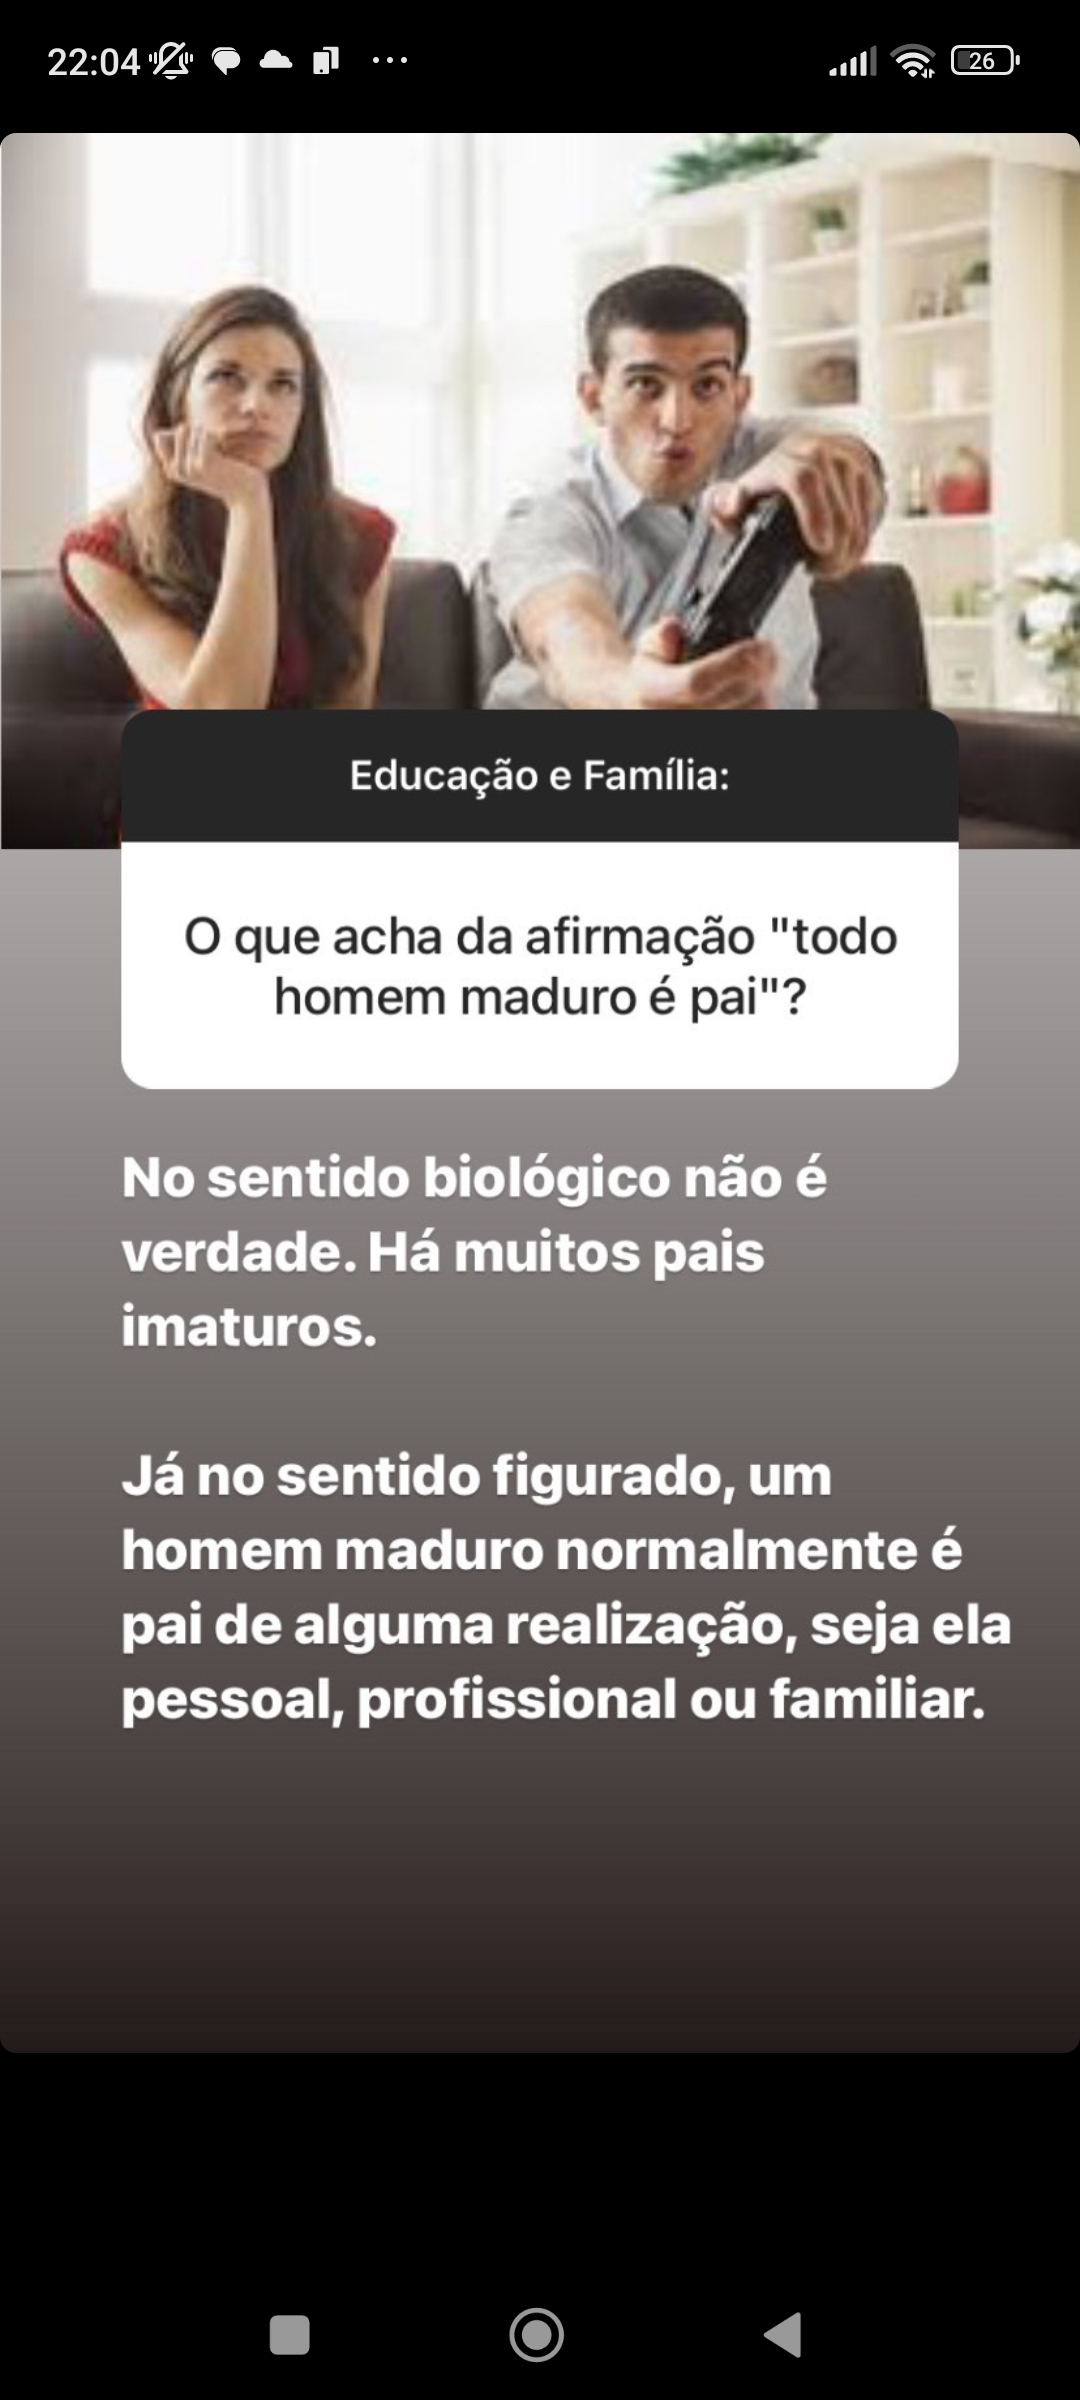 22:04
26
Educação e Família:
O que acha da afirmação "todo
homem maduro é pai"?
No sentido biológico não é
verdade. Há muitos pais
imaturos.
Já no sentido figurado, um
homem maduro normalmente é
pai de alguma realização, seja ela
pessoal, profissional ou familiar.